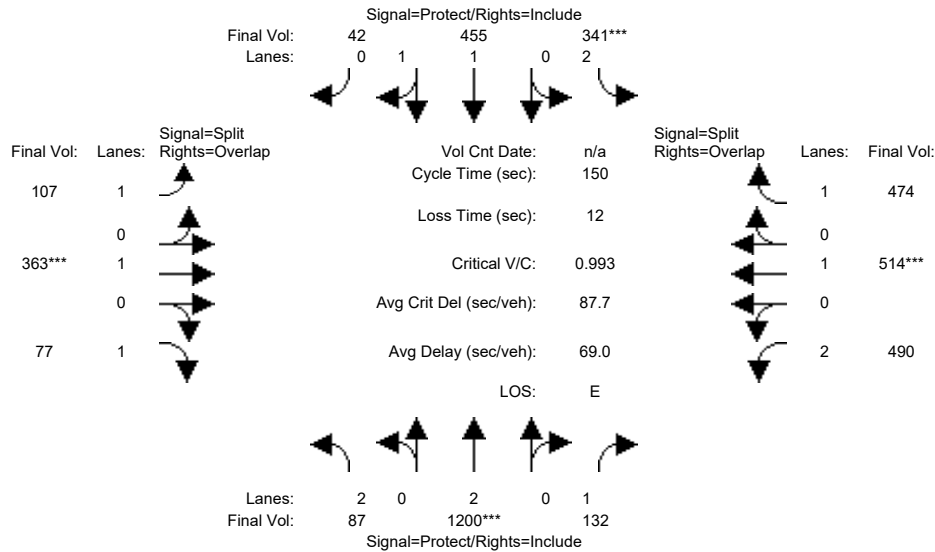 Signal=Protect/Rights=Include
Final Vol: 42 455 341***
Lanes: 0 1 1 0 2
Signal=Split Signal=Split
Final Vol: Lanes: Rights=Overlap Vol Cnt Date: n/a Rights=Overlap Lanes: Final Vol:
Cycle Time (sec): 150
107 1 1 474
Loss Time (sec): 12
0 0
363*** 1 Critical V/C: 0.993 1 514***
0 Avg Crit Del (sec/veh): 87.7 0
77 1 Avg Delay (sec/veh): 69.0 2 490
LOS: E
Lanes: 2 0 2 0 1
Final Vol: 87 1200*** 132
Signal=Protect/Rights=Include